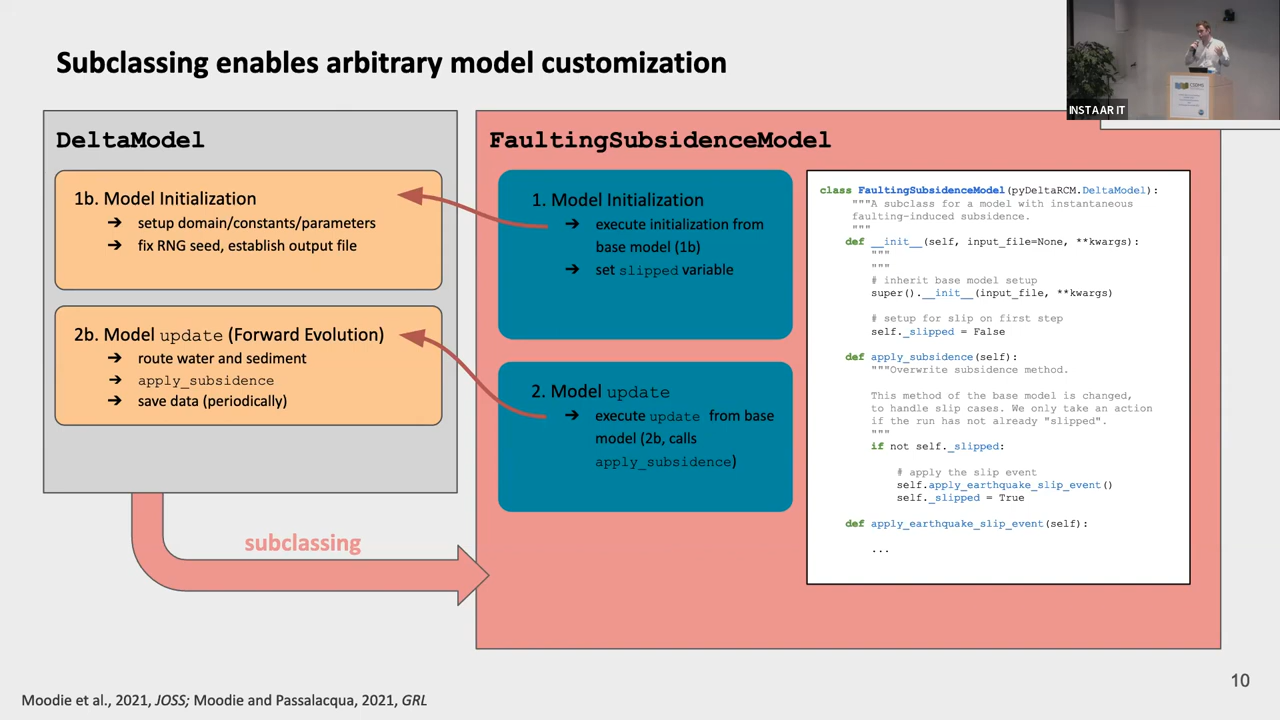 Subclassing enables arbitrary model customization
INSTAAR IT
DeltaModel
1b. Model Initialization
➔ setup domain/constants/parameters
➔ fix RNG seed, establish output file
2b. Model update (Forward Evolution)
➔ route water and sediment
➔ apply_subsidence
➔ save data (periodically)
subclassing
FaultingSubsidenceModel
1. Model Initialization
➔ execute initialization from
base model (1b)
➔ set slipped variable
2. Model update
➔ execute update from base
model (2b, calls
apply_subsidence)
class FaultingSubsidenceModel(pyDeltaRCM.DeltaModel):
"""A subclass for a model with instantaneous
faulting-induced subsidence.
"""
def __init__(self, input_file=None, **kwargs):
"""
"""
# inherit base model setup
super().__init__(input_file, **kwargs)
# setup for slip on first step
self._slipped = False
def apply_subsidence(self):
"""Overwrite subsidence method.
This method of the base model is changed,
to handle slip cases. We only take an action
if the run has not already "slipped".
"""
if not self._slipped:
# apply the slip event
self.apply_earthquake_slip_event()
self._slipped = True
def apply_earthquake_slip_event(self):
...
Moodie et al., 2021, JOSS; Moodie and Passalacqua, 2021, GRL
10